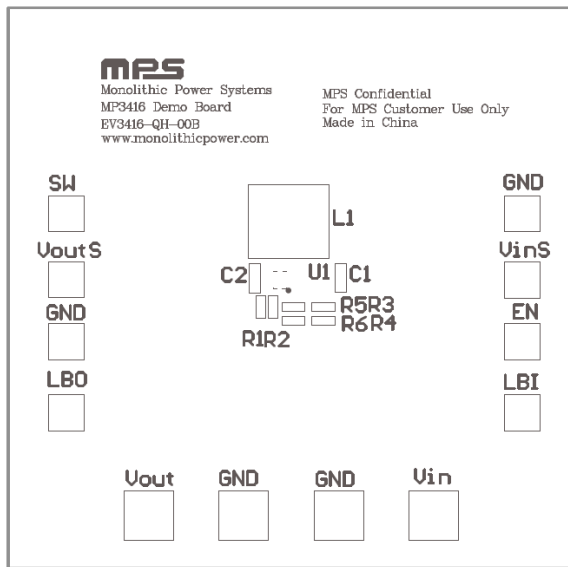 MPS
Monolithic Power Systems
MP3416 Demo Board
EV3416-QH-00B
www.monolithicpower.com
MPS Confidential
For MPS Customer Use Only
Made in China
SW
GND
L1
VoutS
VinS
C2
U1
C1
GND
R5R3
EN
R6R4
R1R2
LBO
LBI
Vout
GND
GND
Vin